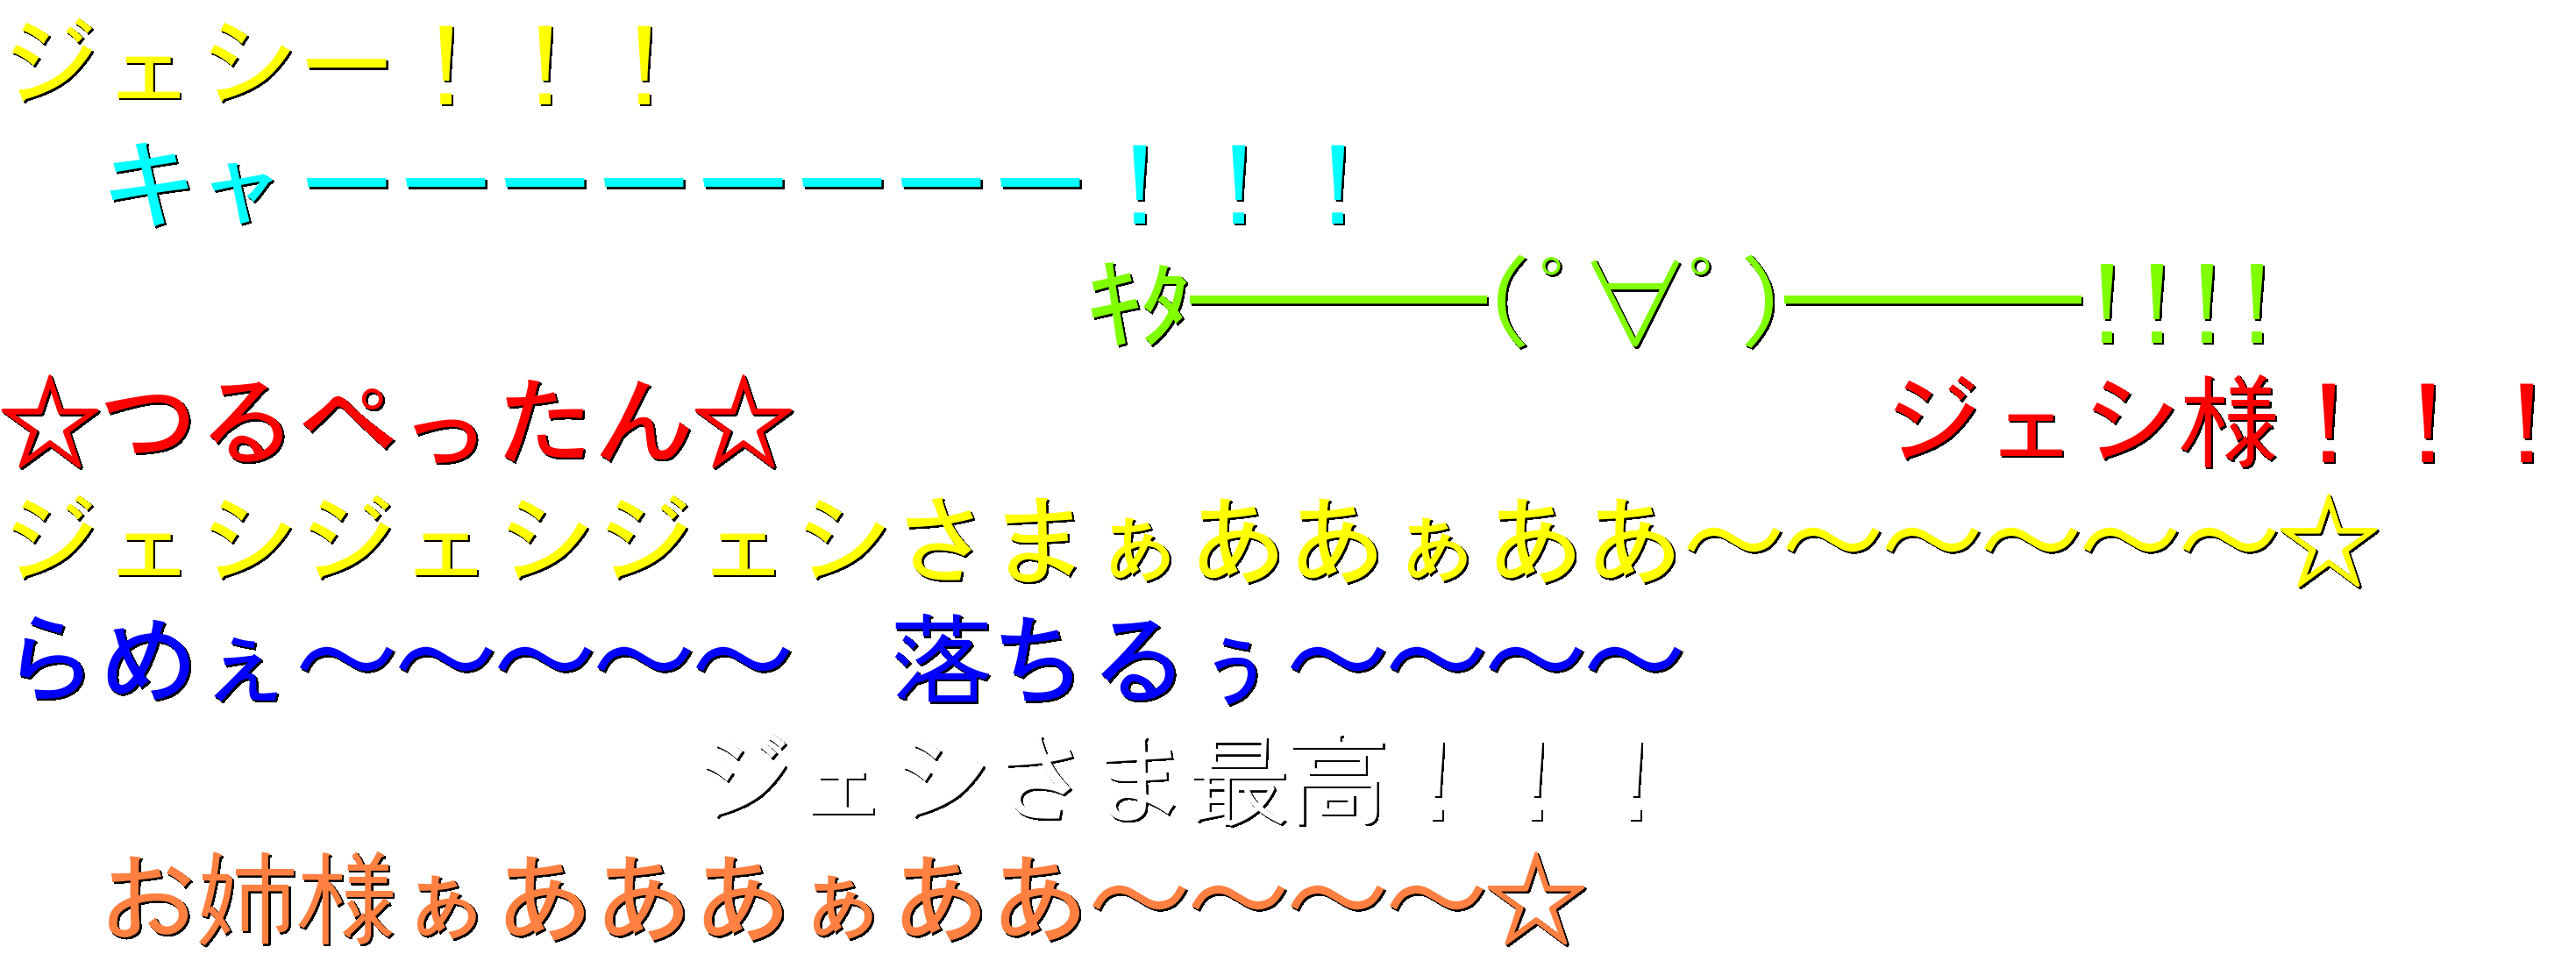 ジェシー！！！
キャーーーーーーーー！！！
ｷﾀ━━━(ﾟ∀ﾟ)━━━!!!!
☆つるぺったん☆　ジェシ様！！！
ジェシジェシジェシさまぁああぁああ～～～～～～☆
らめぇ～～～～～　落ちるぅ～～～～
ジェシさま最高！！！
お姉様ぁあああぁああ～～～～☆